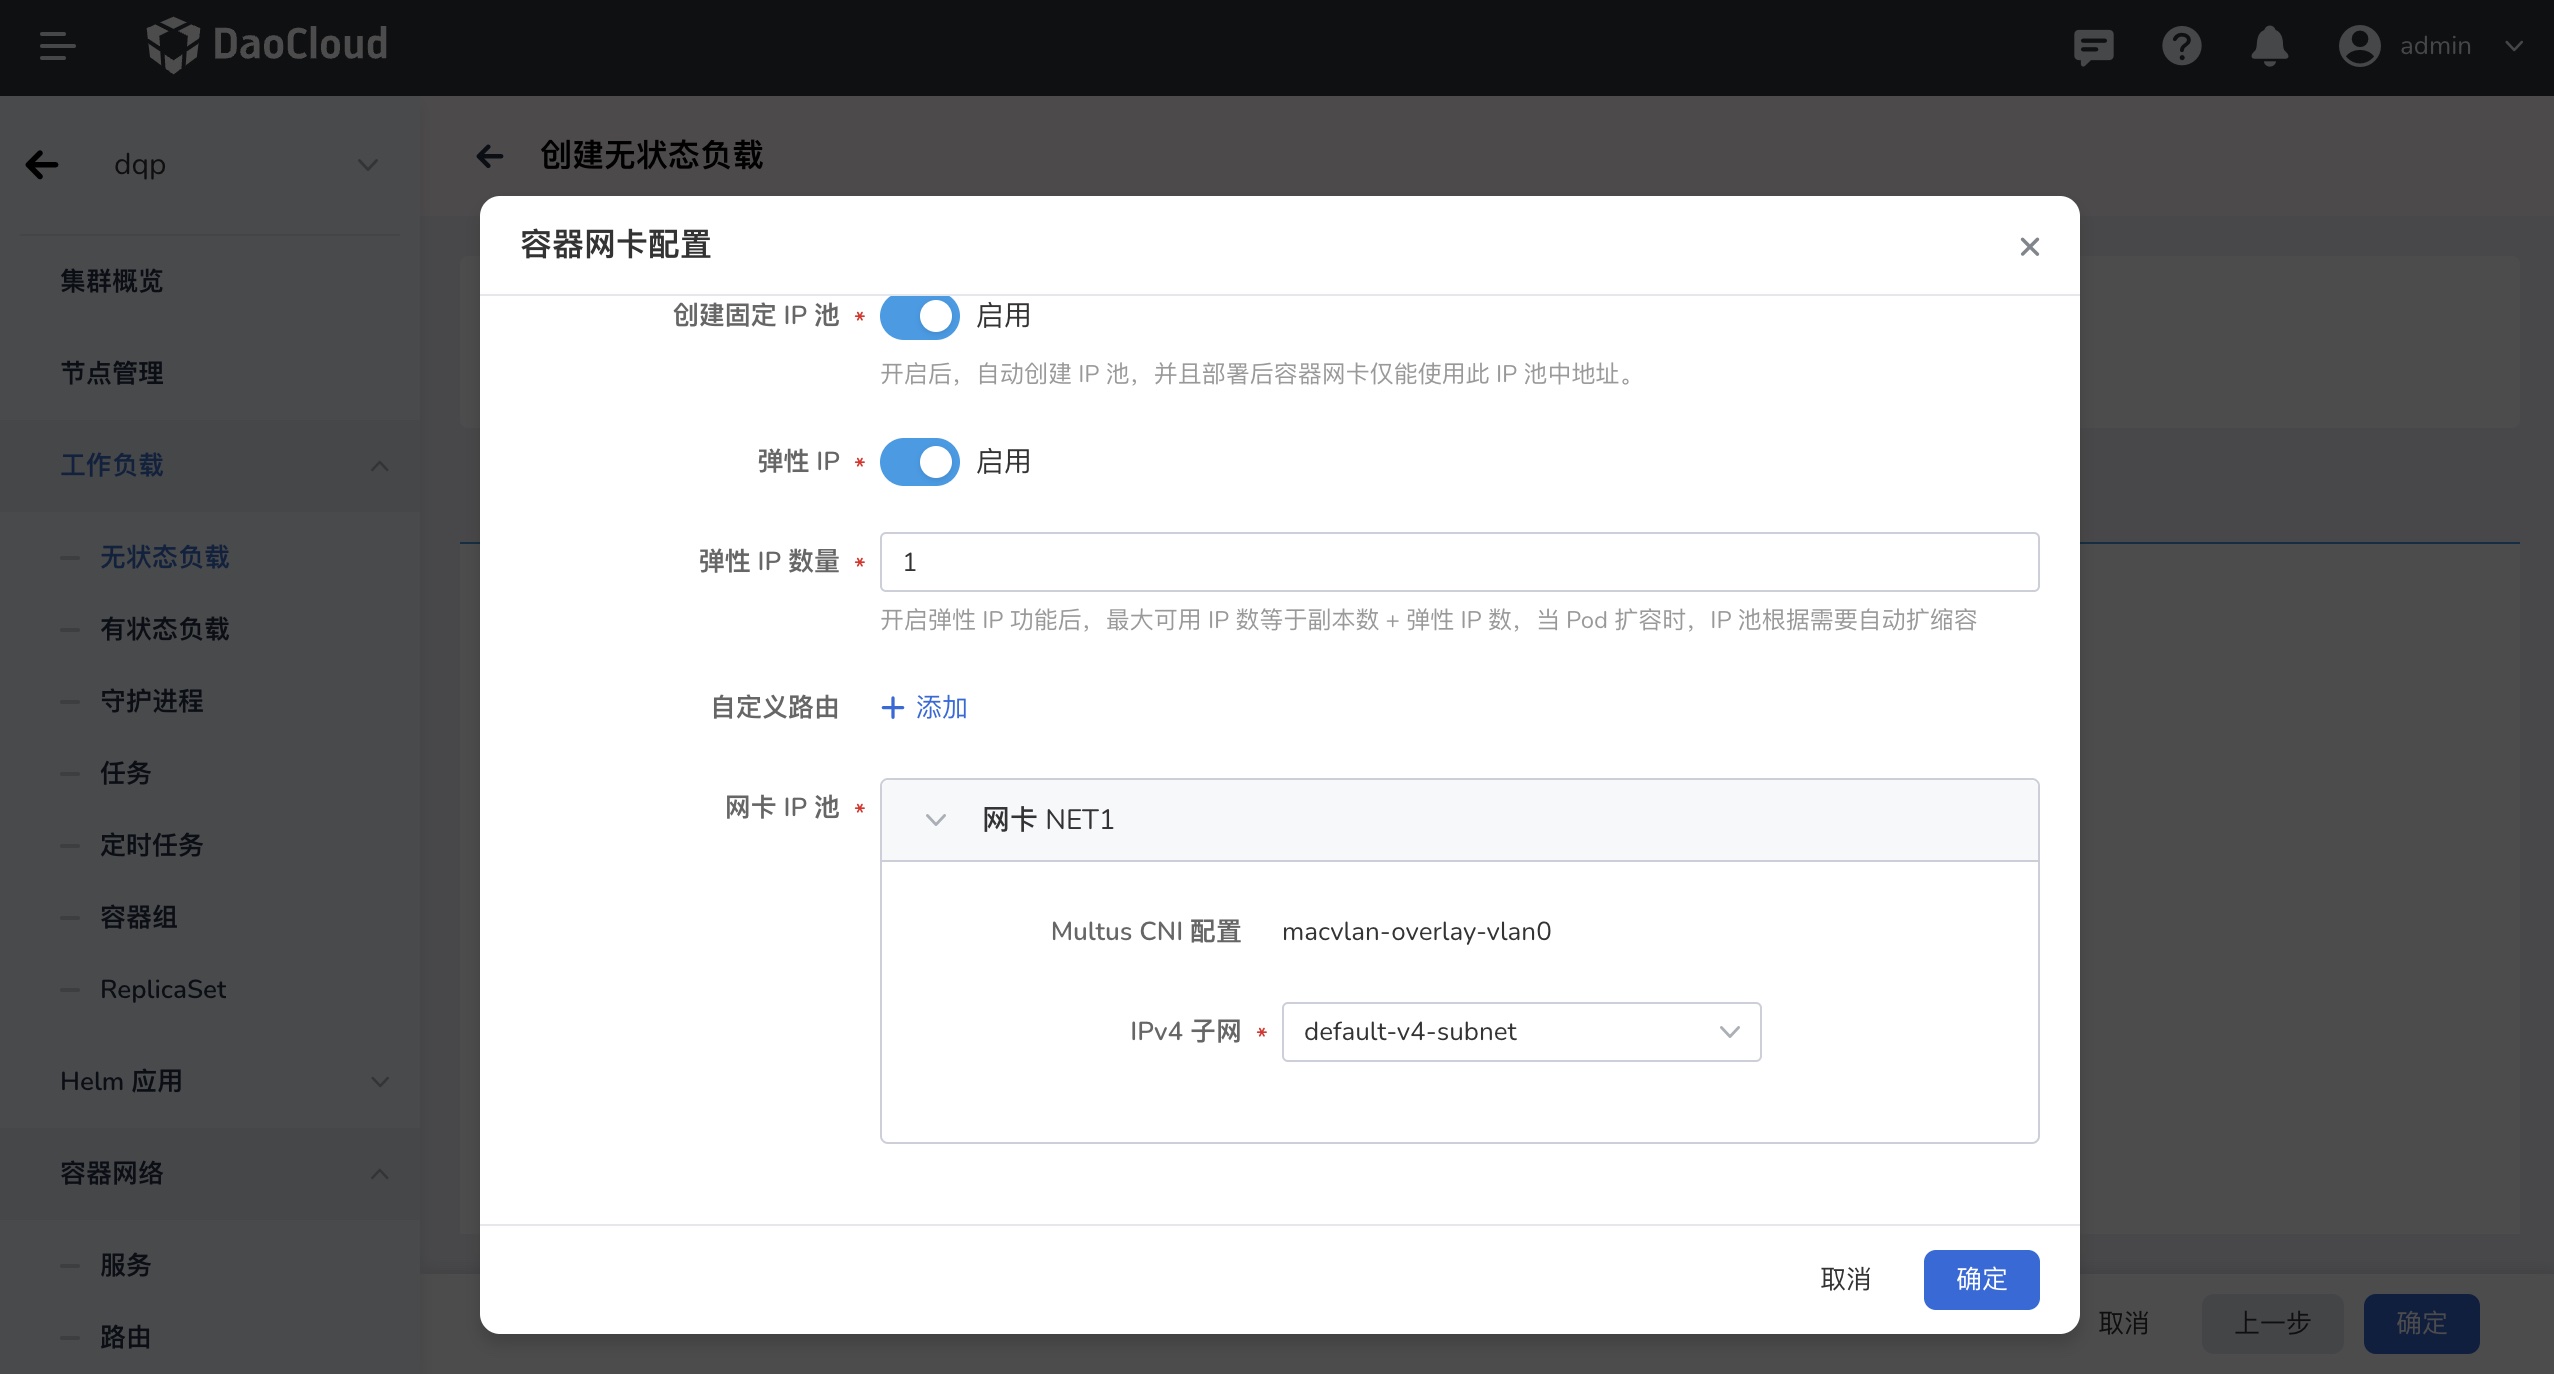 DaoCloud
admin
dqp
集群概览
节点管理
工作负载
无状态负载
有状态负载
守护进程
任务
定时任务
容器组
ReplicaSet
Helm 应用
容器网络
服务
路由
创建无状态负载
容器网卡配置
创建固定 IP 池 * 启用
开启后，自动创建 IP 池，并且部署后容器网卡仅能使用此 IP 池中地址。
弹性 IP * 启用
弹性 IP 数量 * 1
开启弹性 IP 功能后，最大可用 IP 数等于副本数 + 弹性 IP 数，当 Pod 扩容时，IP 池根据需要自动扩缩容
自定义路由 + 添加
网卡 IP 池 * 网卡 NET1
Multus CNI 配置 macvlan-overlay-vlan0
IPv4 子网 * default-v4-subnet
取消 确定
取消 上一步 确定